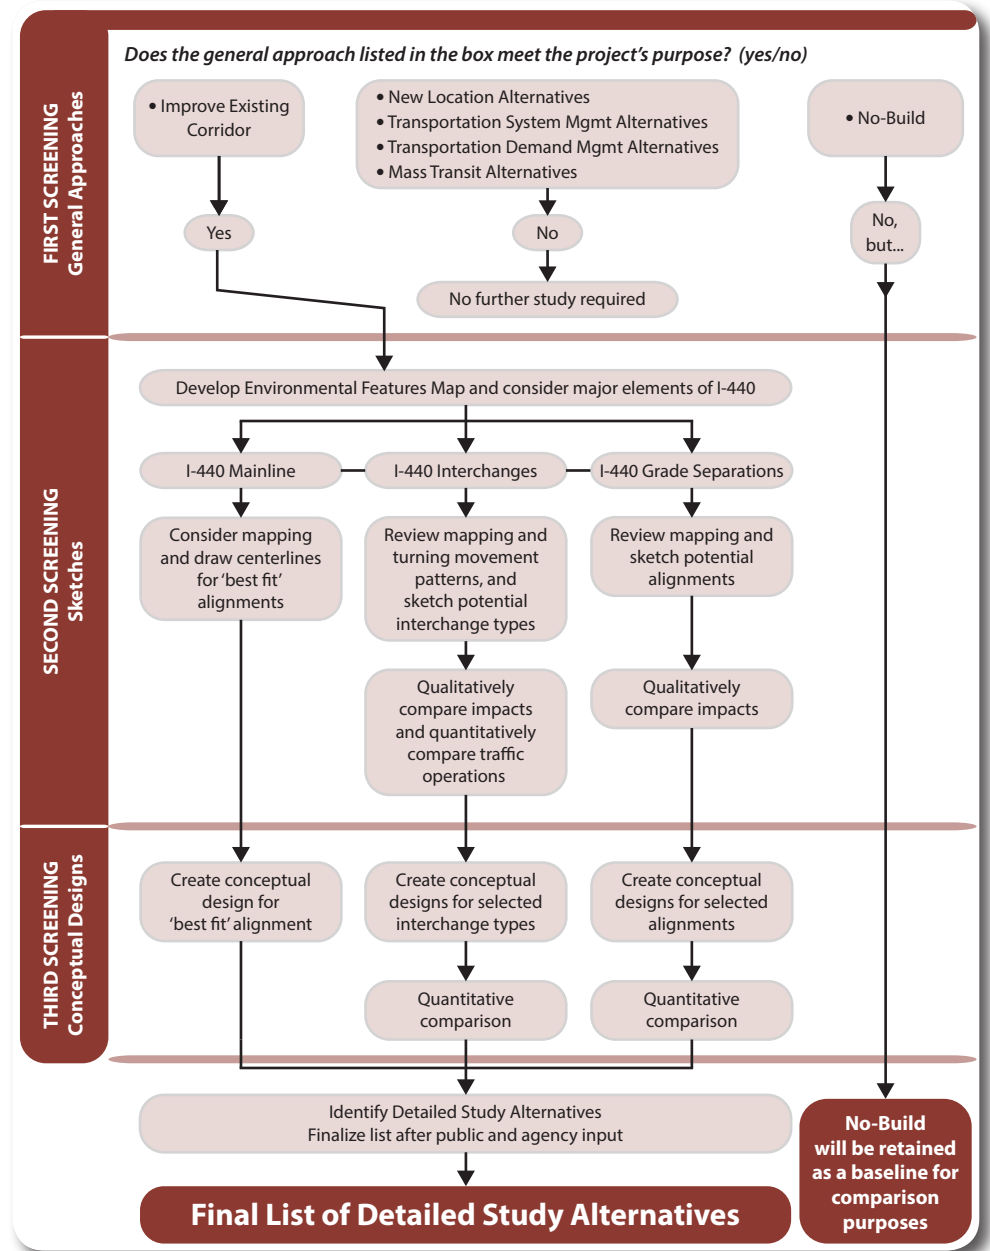 FIRST SCREENING
General Approaches
Does the general approach listed in the box meet the project's purpose? (yes/no)
• Improve Existing
Corridor
• New Location Alternatives
• Transportation System Mgmt Alternatives
• Transportation Demand Mgmt Alternatives
• Mass Transit Alternatives
• No-Build
Yes
No
No,
but...
No further study required
SECOND SCREENING
Sketches
Develop Environmental Features Map and consider major elements of I-440
I-440 Mainline
I-440 Interchanges
I-440 Grade Separations
Consider mapping
and draw centerlines
for 'best fit'
alignments
Review mapping and
turning movement
patterns, and
sketch potential
interchange types
Review mapping and
sketch potential
alignments
Qualitatively
compare impacts
and quantitatively
compare traffic
operations
Qualitatively
compare impacts
THIRD SCREENING
Conceptual Designs
Create conceptual
design for
'best fit' alignment
Create conceptual
designs for selected
interchange types
Create conceptual
designs for selected
alignments
Quantitative
comparison
Quantitative
comparison
Identify Detailed Study Alternatives
Finalize list after public and agency input
Final List of Detailed Study Alternatives
No-Build
will be retained
as a baseline for
comparison
purposes